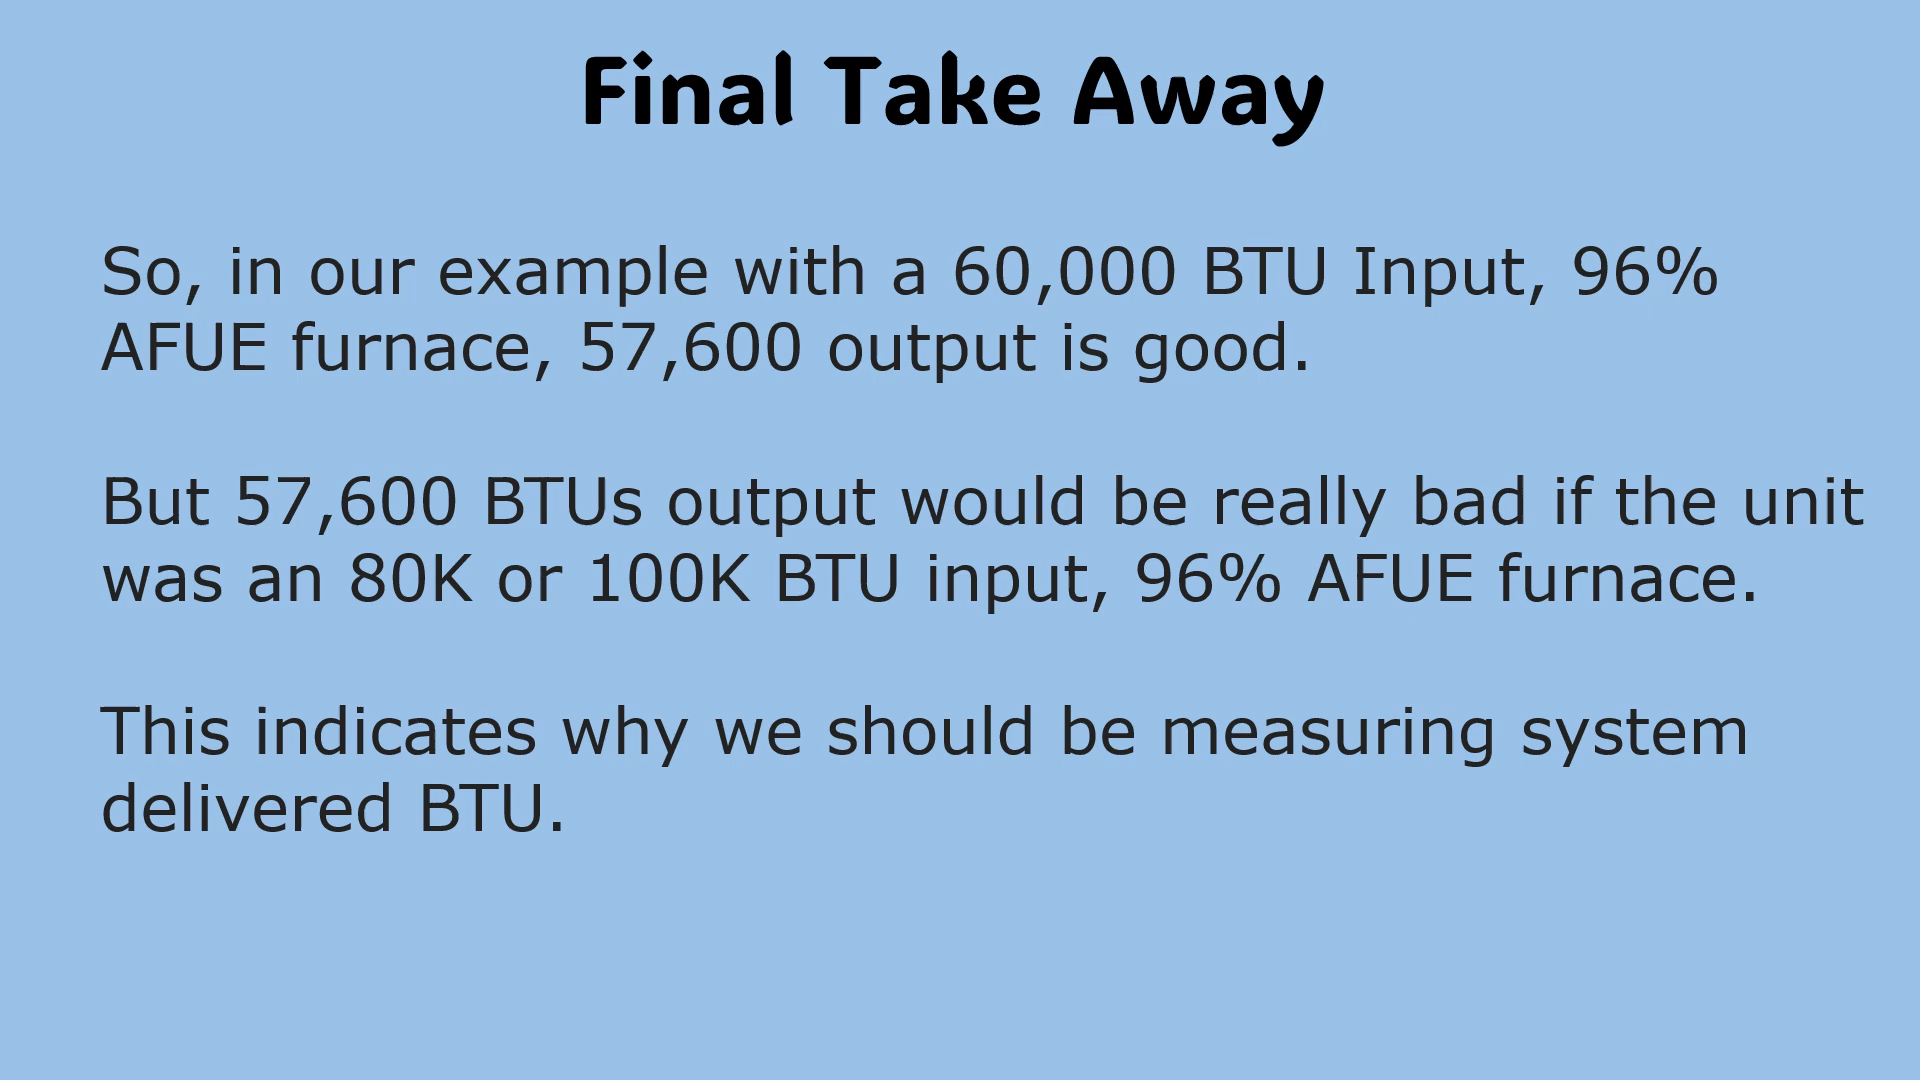 Final Take Away
So, in our example with a 60,000 BTU Input, 96%
AFUE furnace, 57,600 output is good.
But 57,600 BTUs output would be really bad if the unit
was an 80K or 100K BTU input, 96% AFUE furnace.
This indicates why we should be measuring system
delivered BTU.